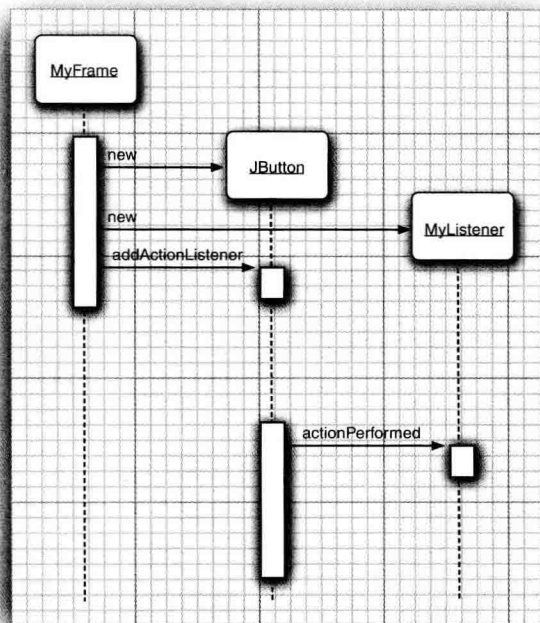 MyFrame
new
JButton
new
MyListener
addActionListener
actionPerformed